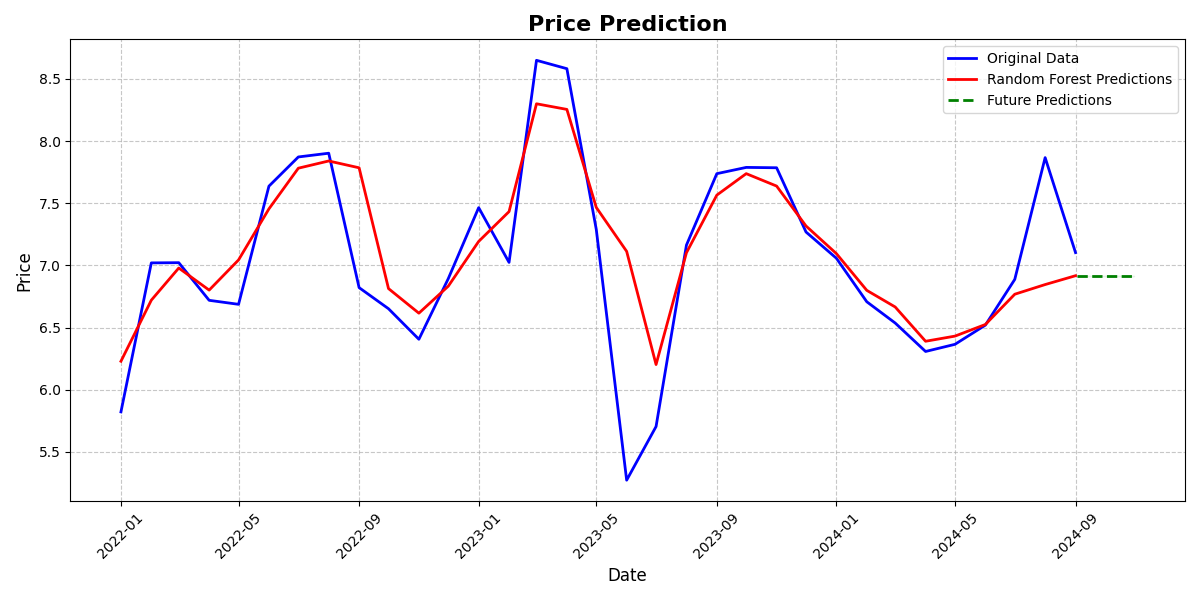 Price Prediction
Original Data
Random Forest Predictions
Future Predictions
Price
8.5
8.0
7.5
7.0
6.5
6.0
5.5
2022-01
2022-05
2022-09
2023-01
2023-05
2023-09
2024-01
2024-05
2024-09
Date